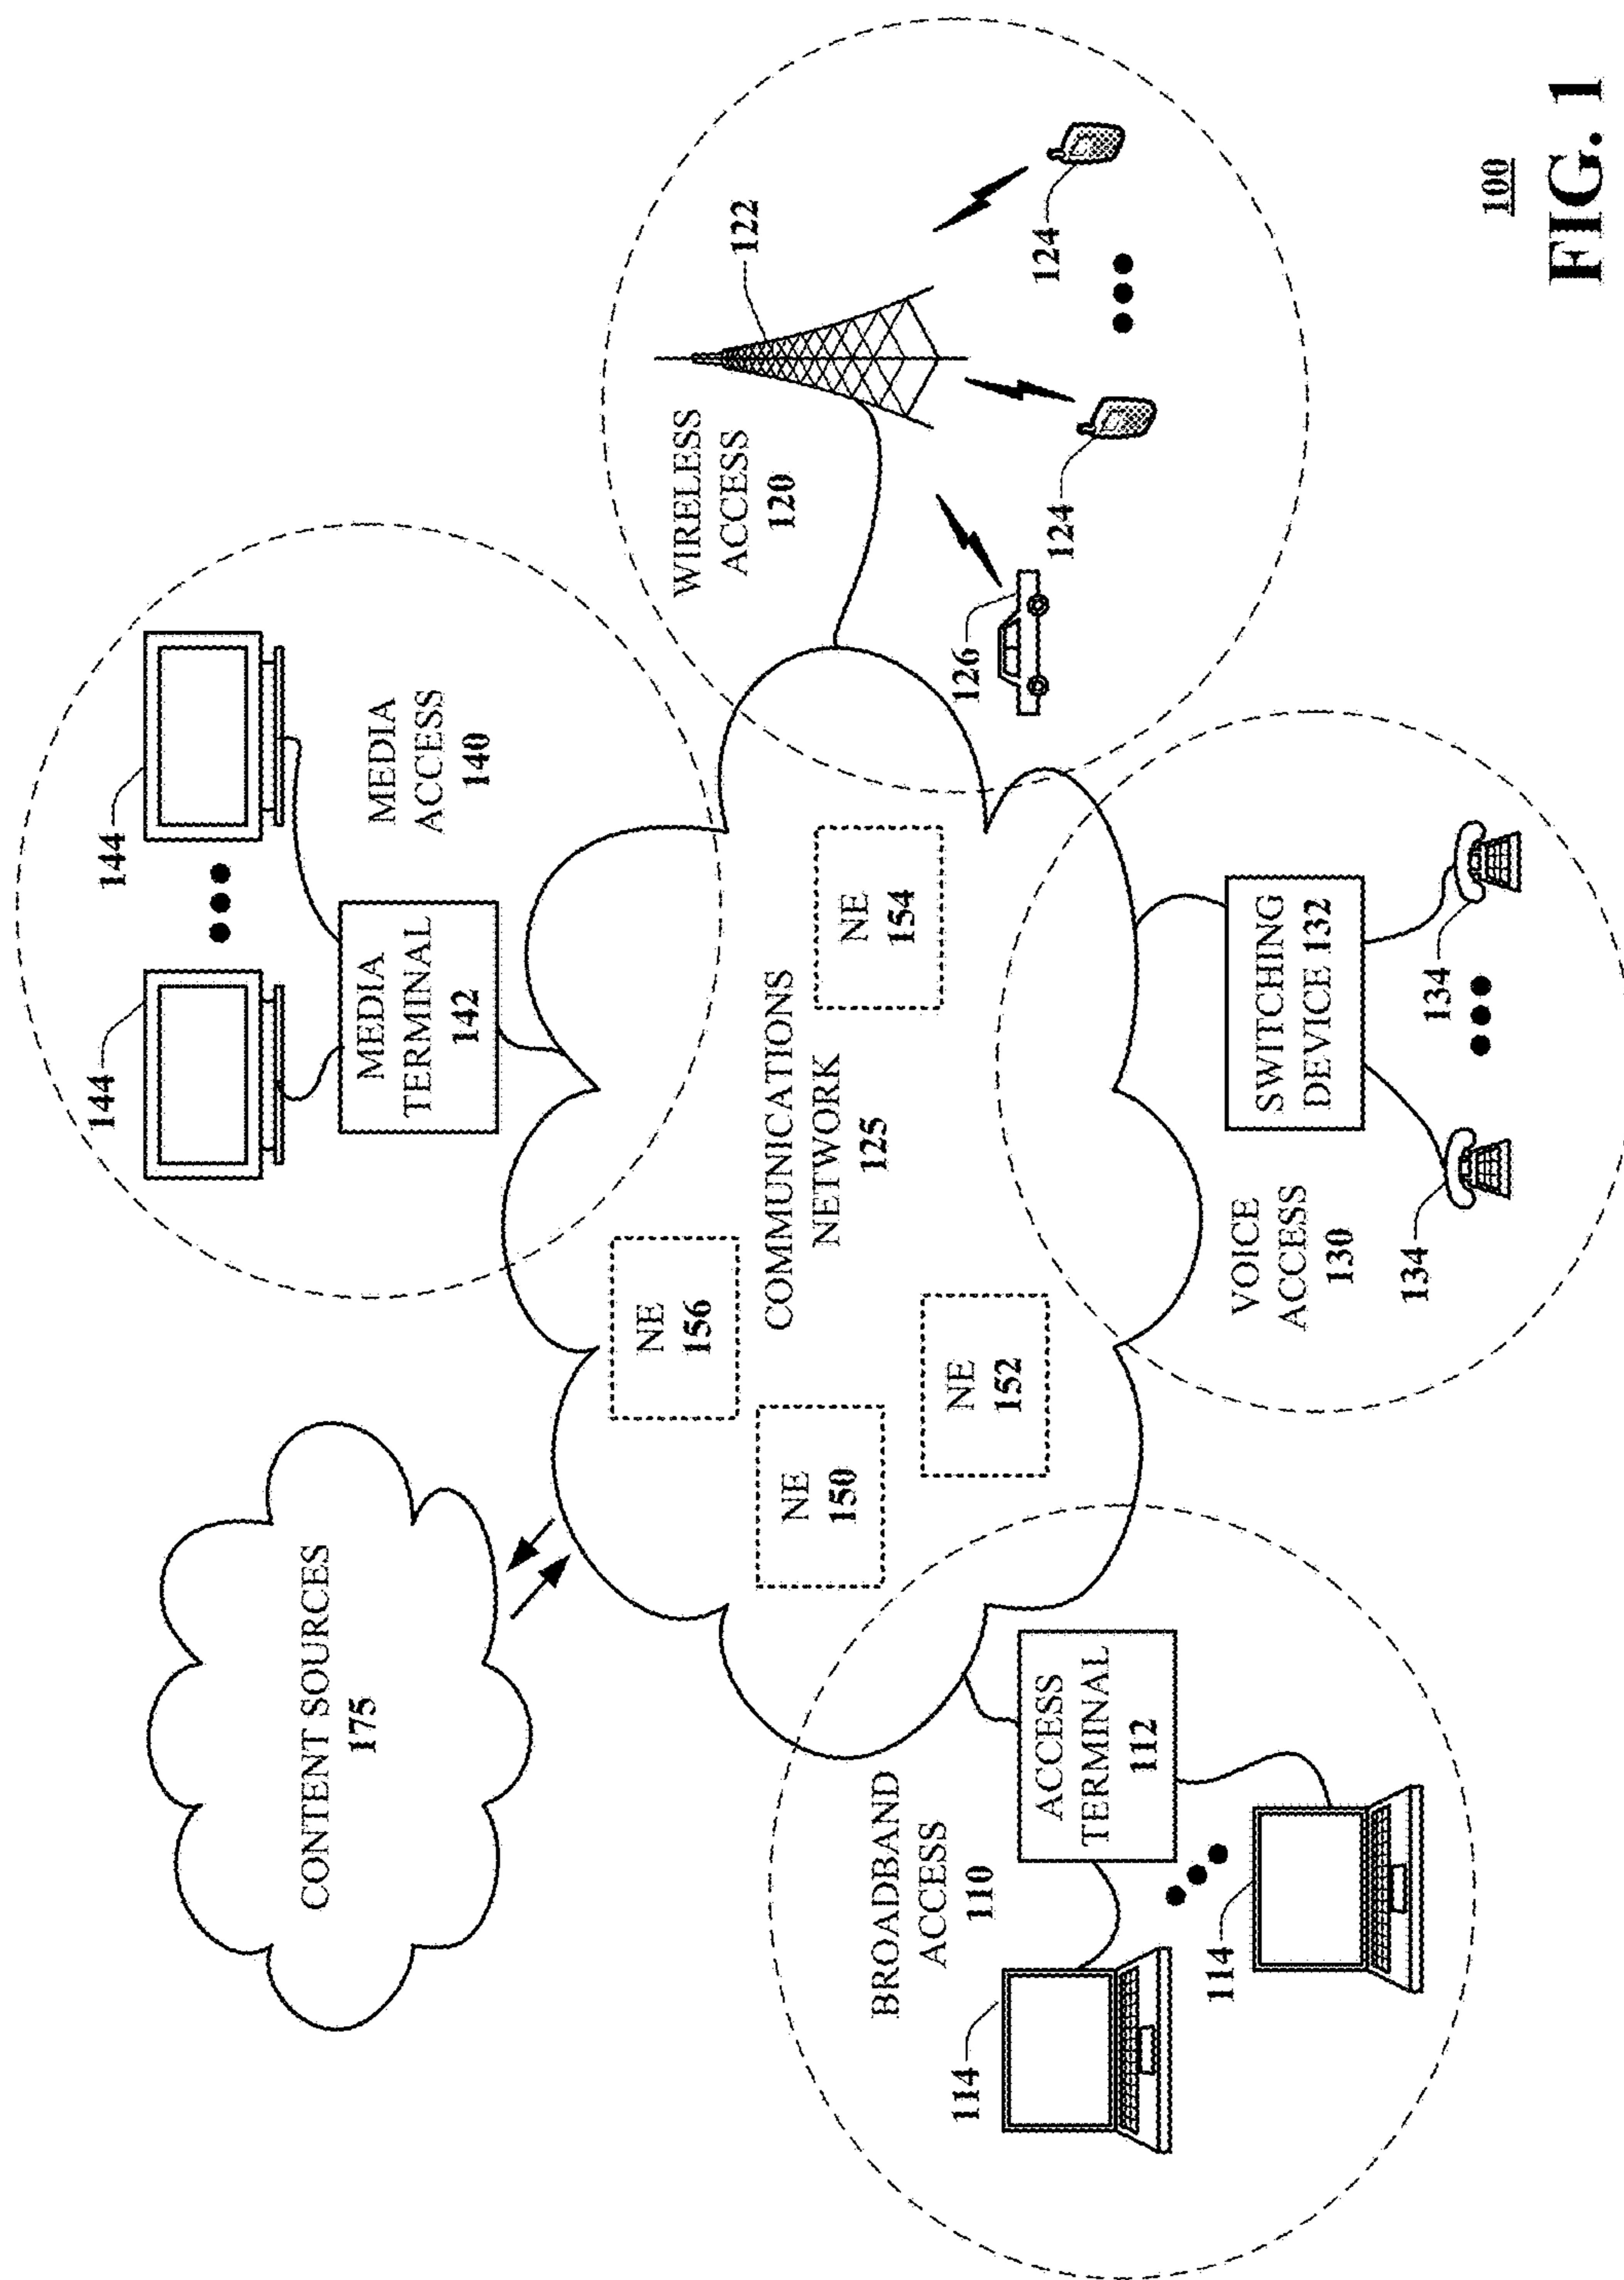 CONTENT SOURCES
175
144
144
MEDIA
TERMINAL
142
MEDIA
ACCESS
140
NE
156
NE
150
NE
152
COMMUNICATIONS
NETWORK
125
NE
154
WIRELESS
ACCESS
120
122
126
124
124
BROADBAND
ACCESS
110
ACCESS
TERMINAL
112
114
114
VOICE
ACCESS
130
SWITCHING
DEVICE 132
134
134
100
FIG. 1